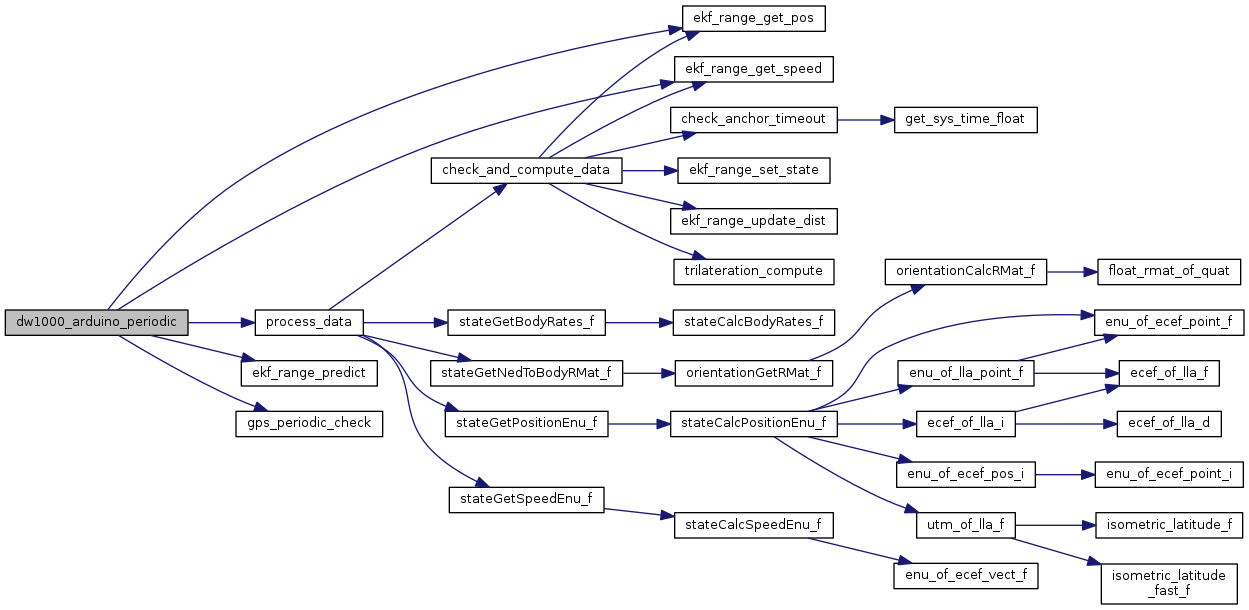 ekf_range_get_pos
ekf_range_get_speed
check_anchor_timeout
get_sys_time_float
check_and_compute_data
ekf_range_set_state
ekf_range_update_dist
trilateration_compute
orientationCalcRMat_f
float_rmat_of_quat
dw1000_arduino_periodic
process_data
stateGetBodyRates_f
stateCalcBodyRates_f
enu_of_ecef_point_f
ekf_range_predict
stateGetNedToBodyRMat_f
orientationGetRMat_f
enu_of_lla_point_f
ecef_of_lla_f
gps_periodic_check
stateGetPositionEnu_f
stateCalcPositionEnu_f
ecef_of_lla_i
ecef_of_lla_d
enu_of_ecef_pos_i
enu_of_ecef_point_i
stateGetSpeedEnu_f
stateCalcSpeedEnu_f
utm_of_lla_f
isometric_latitude_f
enu_of_ecef_vect_f
isometric_latitude
_fast_f